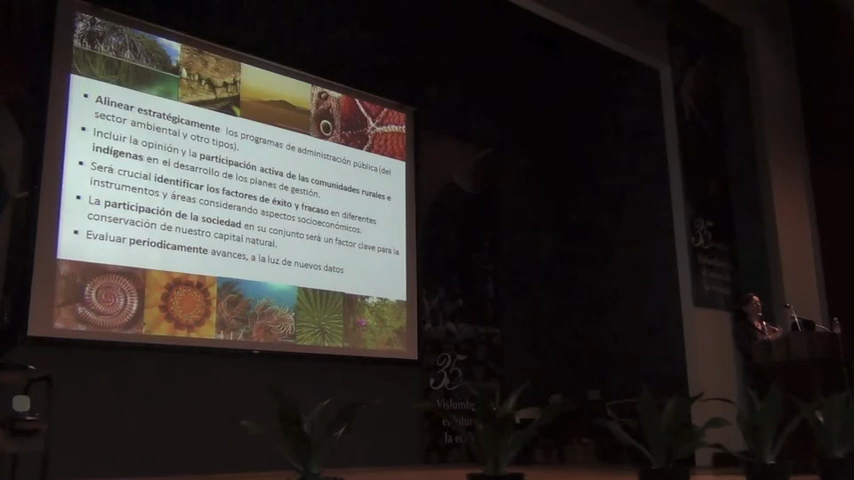 ▪ Alinear estratégicamente los programas de administración pública (del
sector ambiental y otro tipos).
▪ Incluir la opinión y la participación activa de las comunidades rurales e
indígenas en el desarrollo de los planes de gestión.
▪ Será crucial identificar los factores de éxito y fracaso en diferentes
instrumentos y áreas considerando aspectos socioeconómicos.
▪ La participación de la sociedad en su conjunto será un factor clave para la
conservación de nuestro capital natural.
▪ Evaluar periodicamente avances, a la luz de nuevos datos
35
35